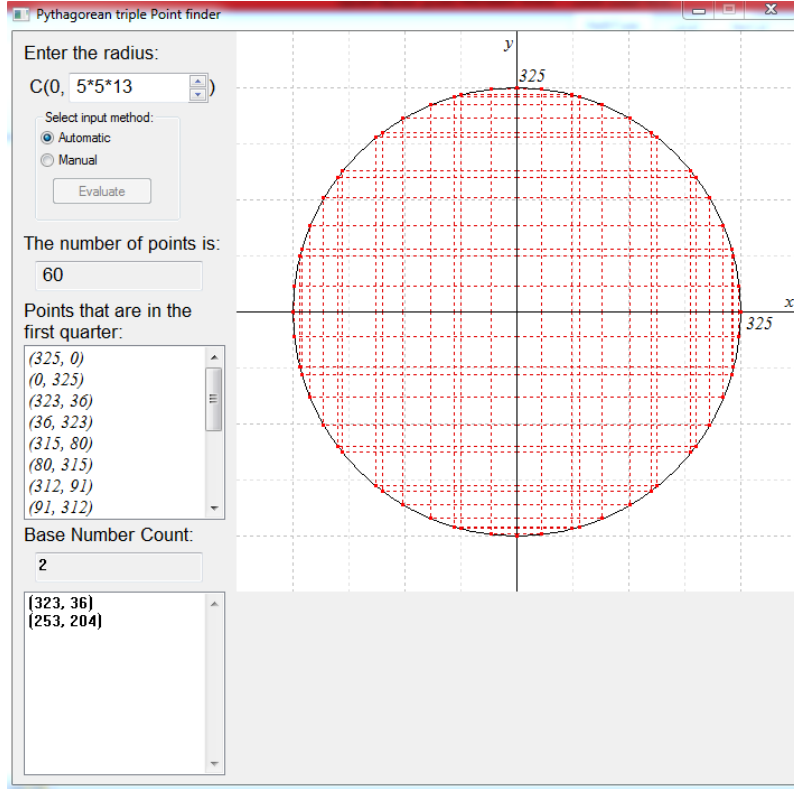 Pythagorean triple Point finder
Enter the radius:
C(0, 5*5*13 )
Select input method:
Automatic
Manual
Evaluate
The number of points is:
60
Points that are in the
first quarter:
(325, 0)
(0, 325)
(323, 36)
(36, 323)
(315, 80)
(80, 315)
(312, 91)
(91, 312)
Base Number Count:
2
(323, 36)
(253, 204)
y
325
x
325